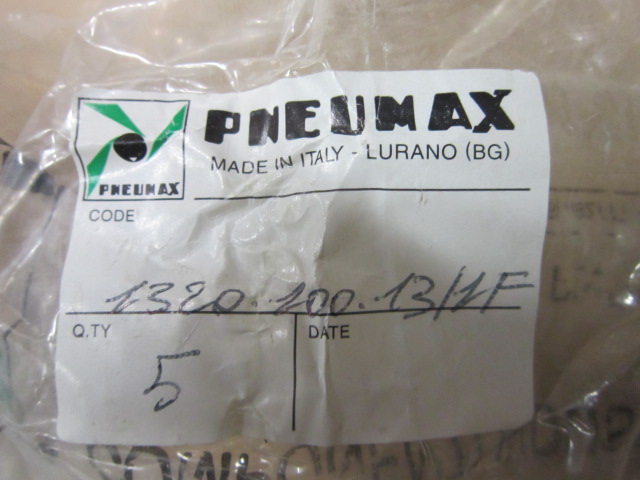 PNEUMAX
PNEUMAX
MADE IN ITALY - LURANO (BG)
CODE
1320.100.13/1F
Q.TY
DATE
5